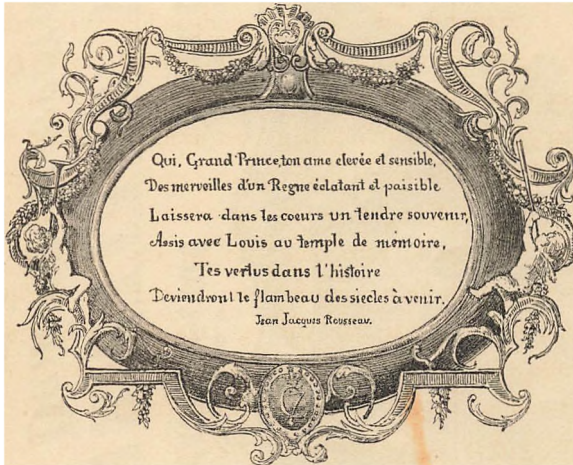 Qui, Grand Prince, ton ame elevée et sensible,
Des merveilles d'un Regne éclatant et paisible
Laissera dans les coeurs un tendre souvenir,
Assis avec Louis au temple de mémoire,
Tes vertus dans l'histoire
Deviendront le flambeau des siecles à venir.
Jean Jacques Rousseau.